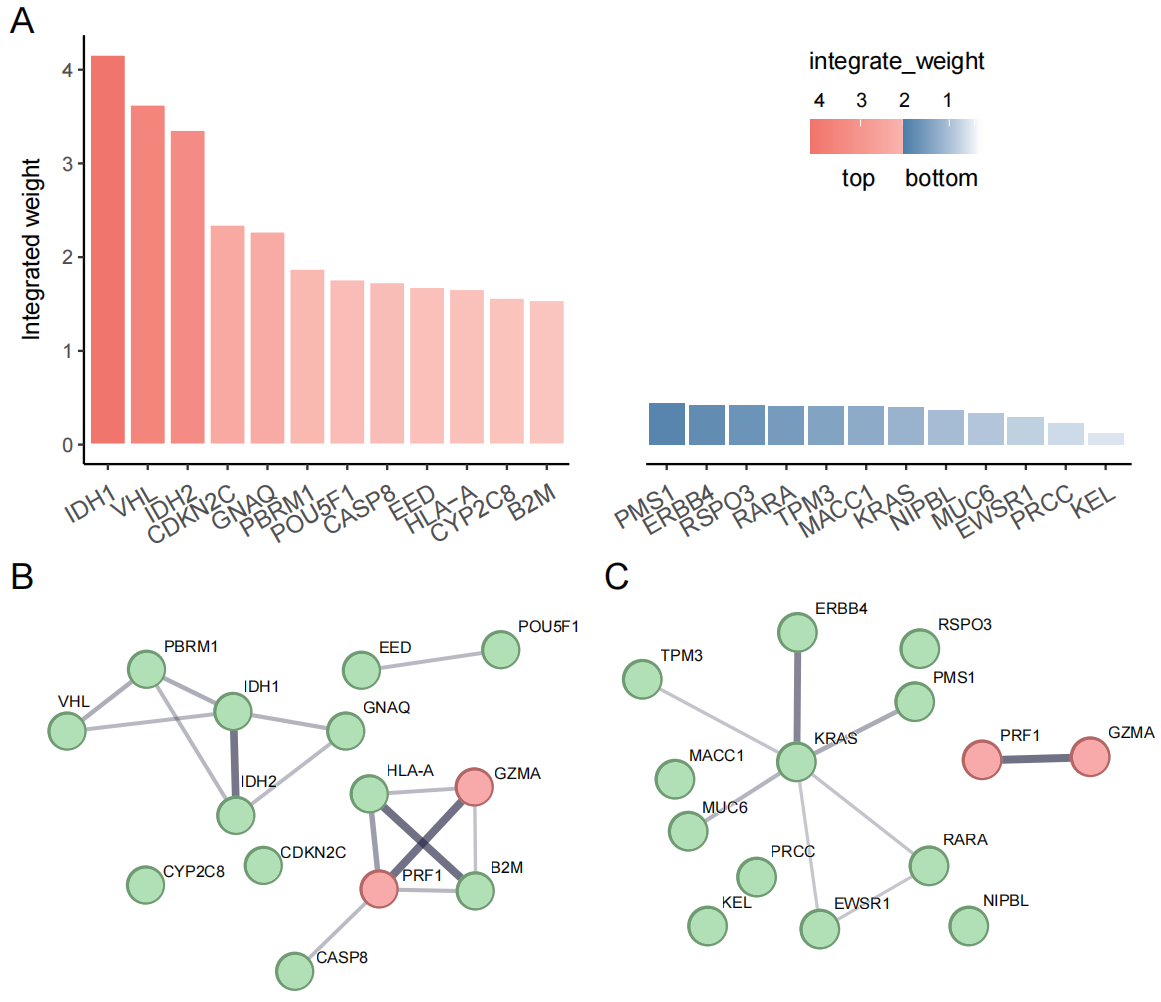 A
Integrated weight
4
3
2
1
0
IDH1
VHL
IDH2
CDKN2C
GNAQ
PBRM1
POU5F1
CASP8
EED
HLA−A
CYP2C8
B2M
integrate_weight
4 3 2 1
top bottom
PMS1
ERBB4
RSPO3
RARA
TPM3
MACC1
KRAS
NIPBL
MUC6
EWSR1
PRCC
KEL
B
POU5F1
PBRM1
EED
IDH1
VHL
GNAQ
HLA-A
GZMA
IDH2
CDKN2C
CYP2C8
PRF1
B2M
CASP8
C
ERBB4
RSPO3
TPM3
PMS1
KRAS
PRF1
GZMA
MACC1
MUC6
RARA
PRCC
KEL
EWSR1
NIPBL